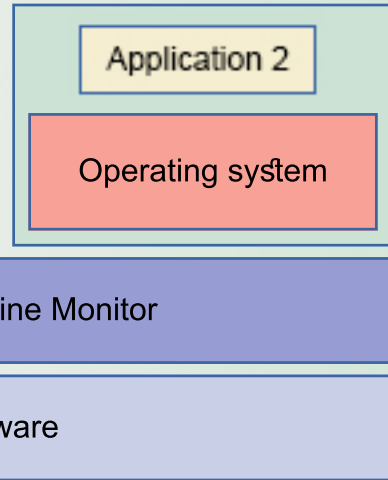 Application 2
Operating system
ine Monitor
ware